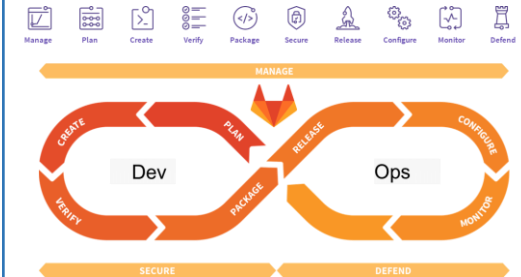 Manage Plan Create Verify Package Secure Release Configure Monitor Defend
MANAGE
CREATE
PLAN
RELEASE
CONFIGURE
Dev
Ops
VERIFY
PACKAGE
MONITOR
SECURE
DEFEND